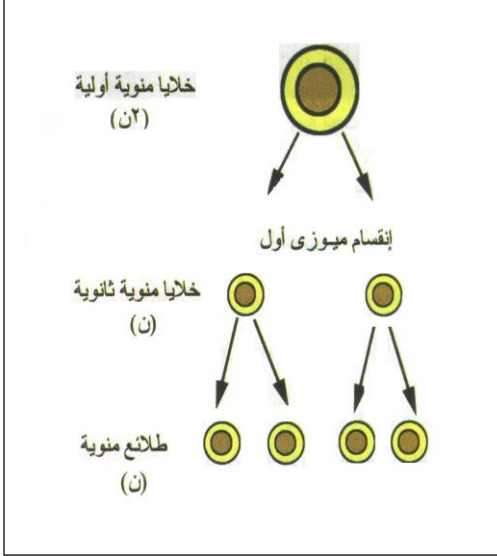 خلايا منوية أولية
(٢ن)
إنقسام ميوزى أول
خلايا منوية ثانوية
(ن)
طلائع منوية
(ن)